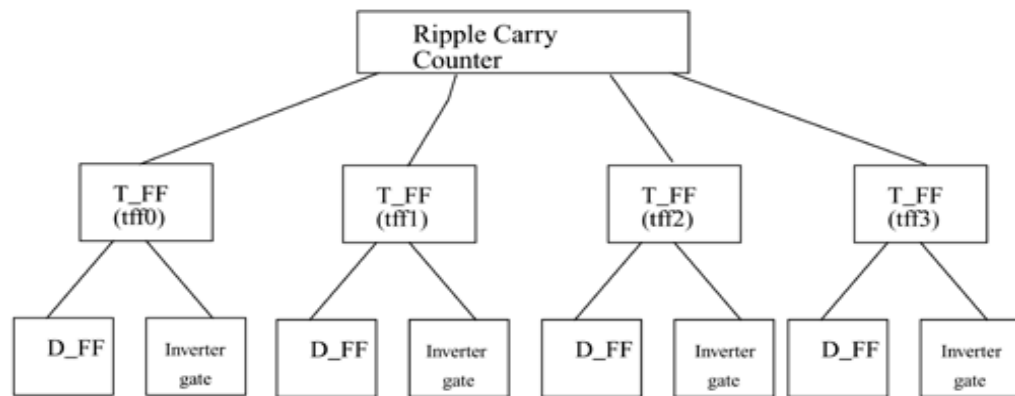 Ripple Carry
Counter
T_FF
(tff0)
T_FF
(tff1)
T_FF
(tff2)
T_FF
(tff3)
D_FF
Inverter
gate
D_FF
Inverter
gate
D_FF
Inverter
gate
D_FF
Inverter
gate